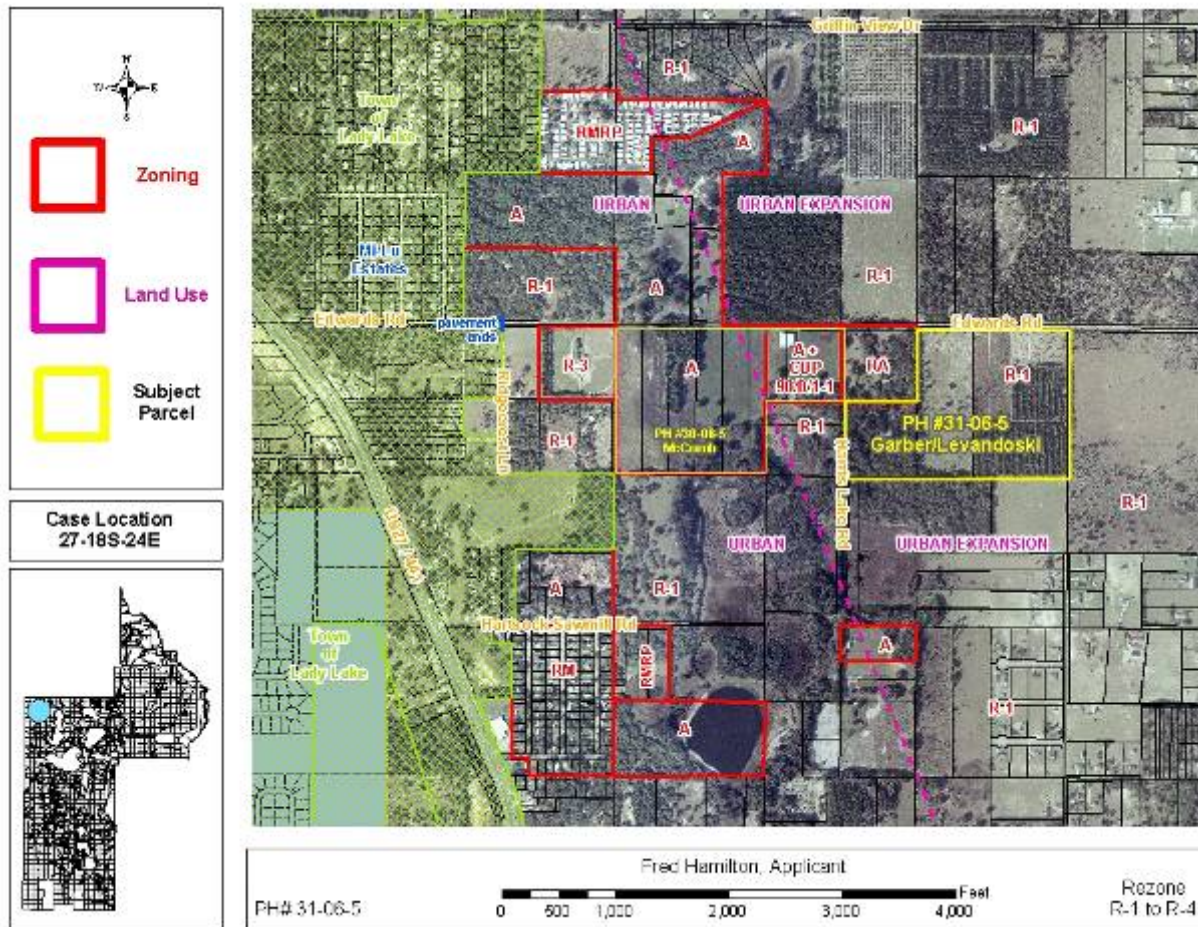 N
W
E
S
Zoning
Land Use
Subject
Parcel
Case Location
27-18S-24E
Griffin View Dr
R-1
Town
of
Lady Lake
RMRP
A
R-1
URBAN
URBAN EXPANSION
A
Mi-Lu
Estates
R-1
A
R-1
Edwards Rd
pavement
ends
Edwards Rd
R-3
A
A +
CUP
RA
R-1
R-1
PH #30-06-5
McComb
R-1
PH #31-06-5
Garber/Levandoski
R-1
URBAN
URBAN EXPANSION
A
R-1
Hartsock Sawmill Rd
Town
of
Lady Lake
RM
RMRP
A
A
R-1
Fred Hamilton, Applicant
PH# 31-06-5
Feet
0 500 1,000 2,000 3,000 4,000
Rezone
R-1 to R-4